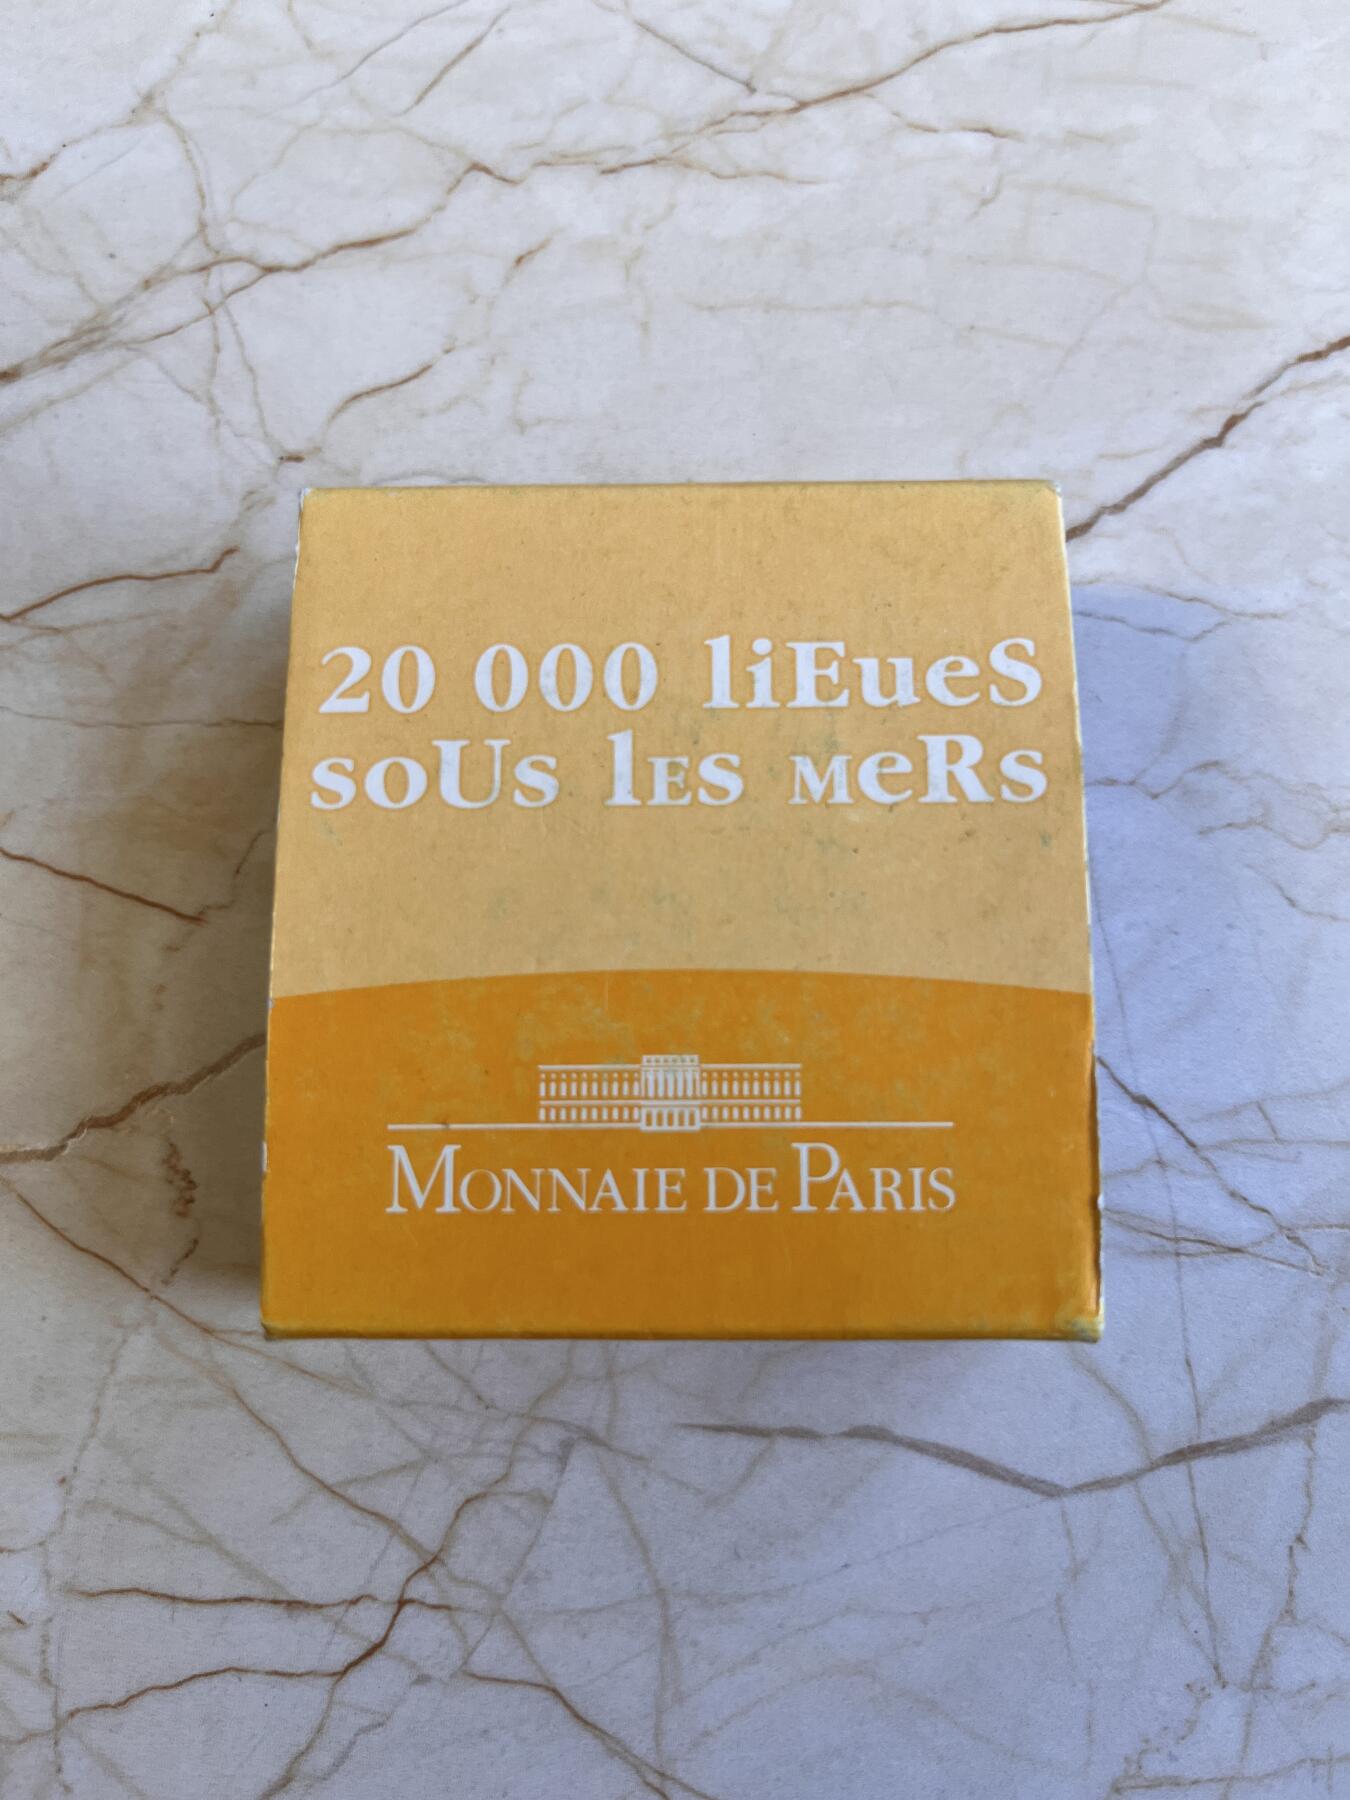 20 000 liEueS
soUs lEs MeRs
MONNAIE DE PARIS